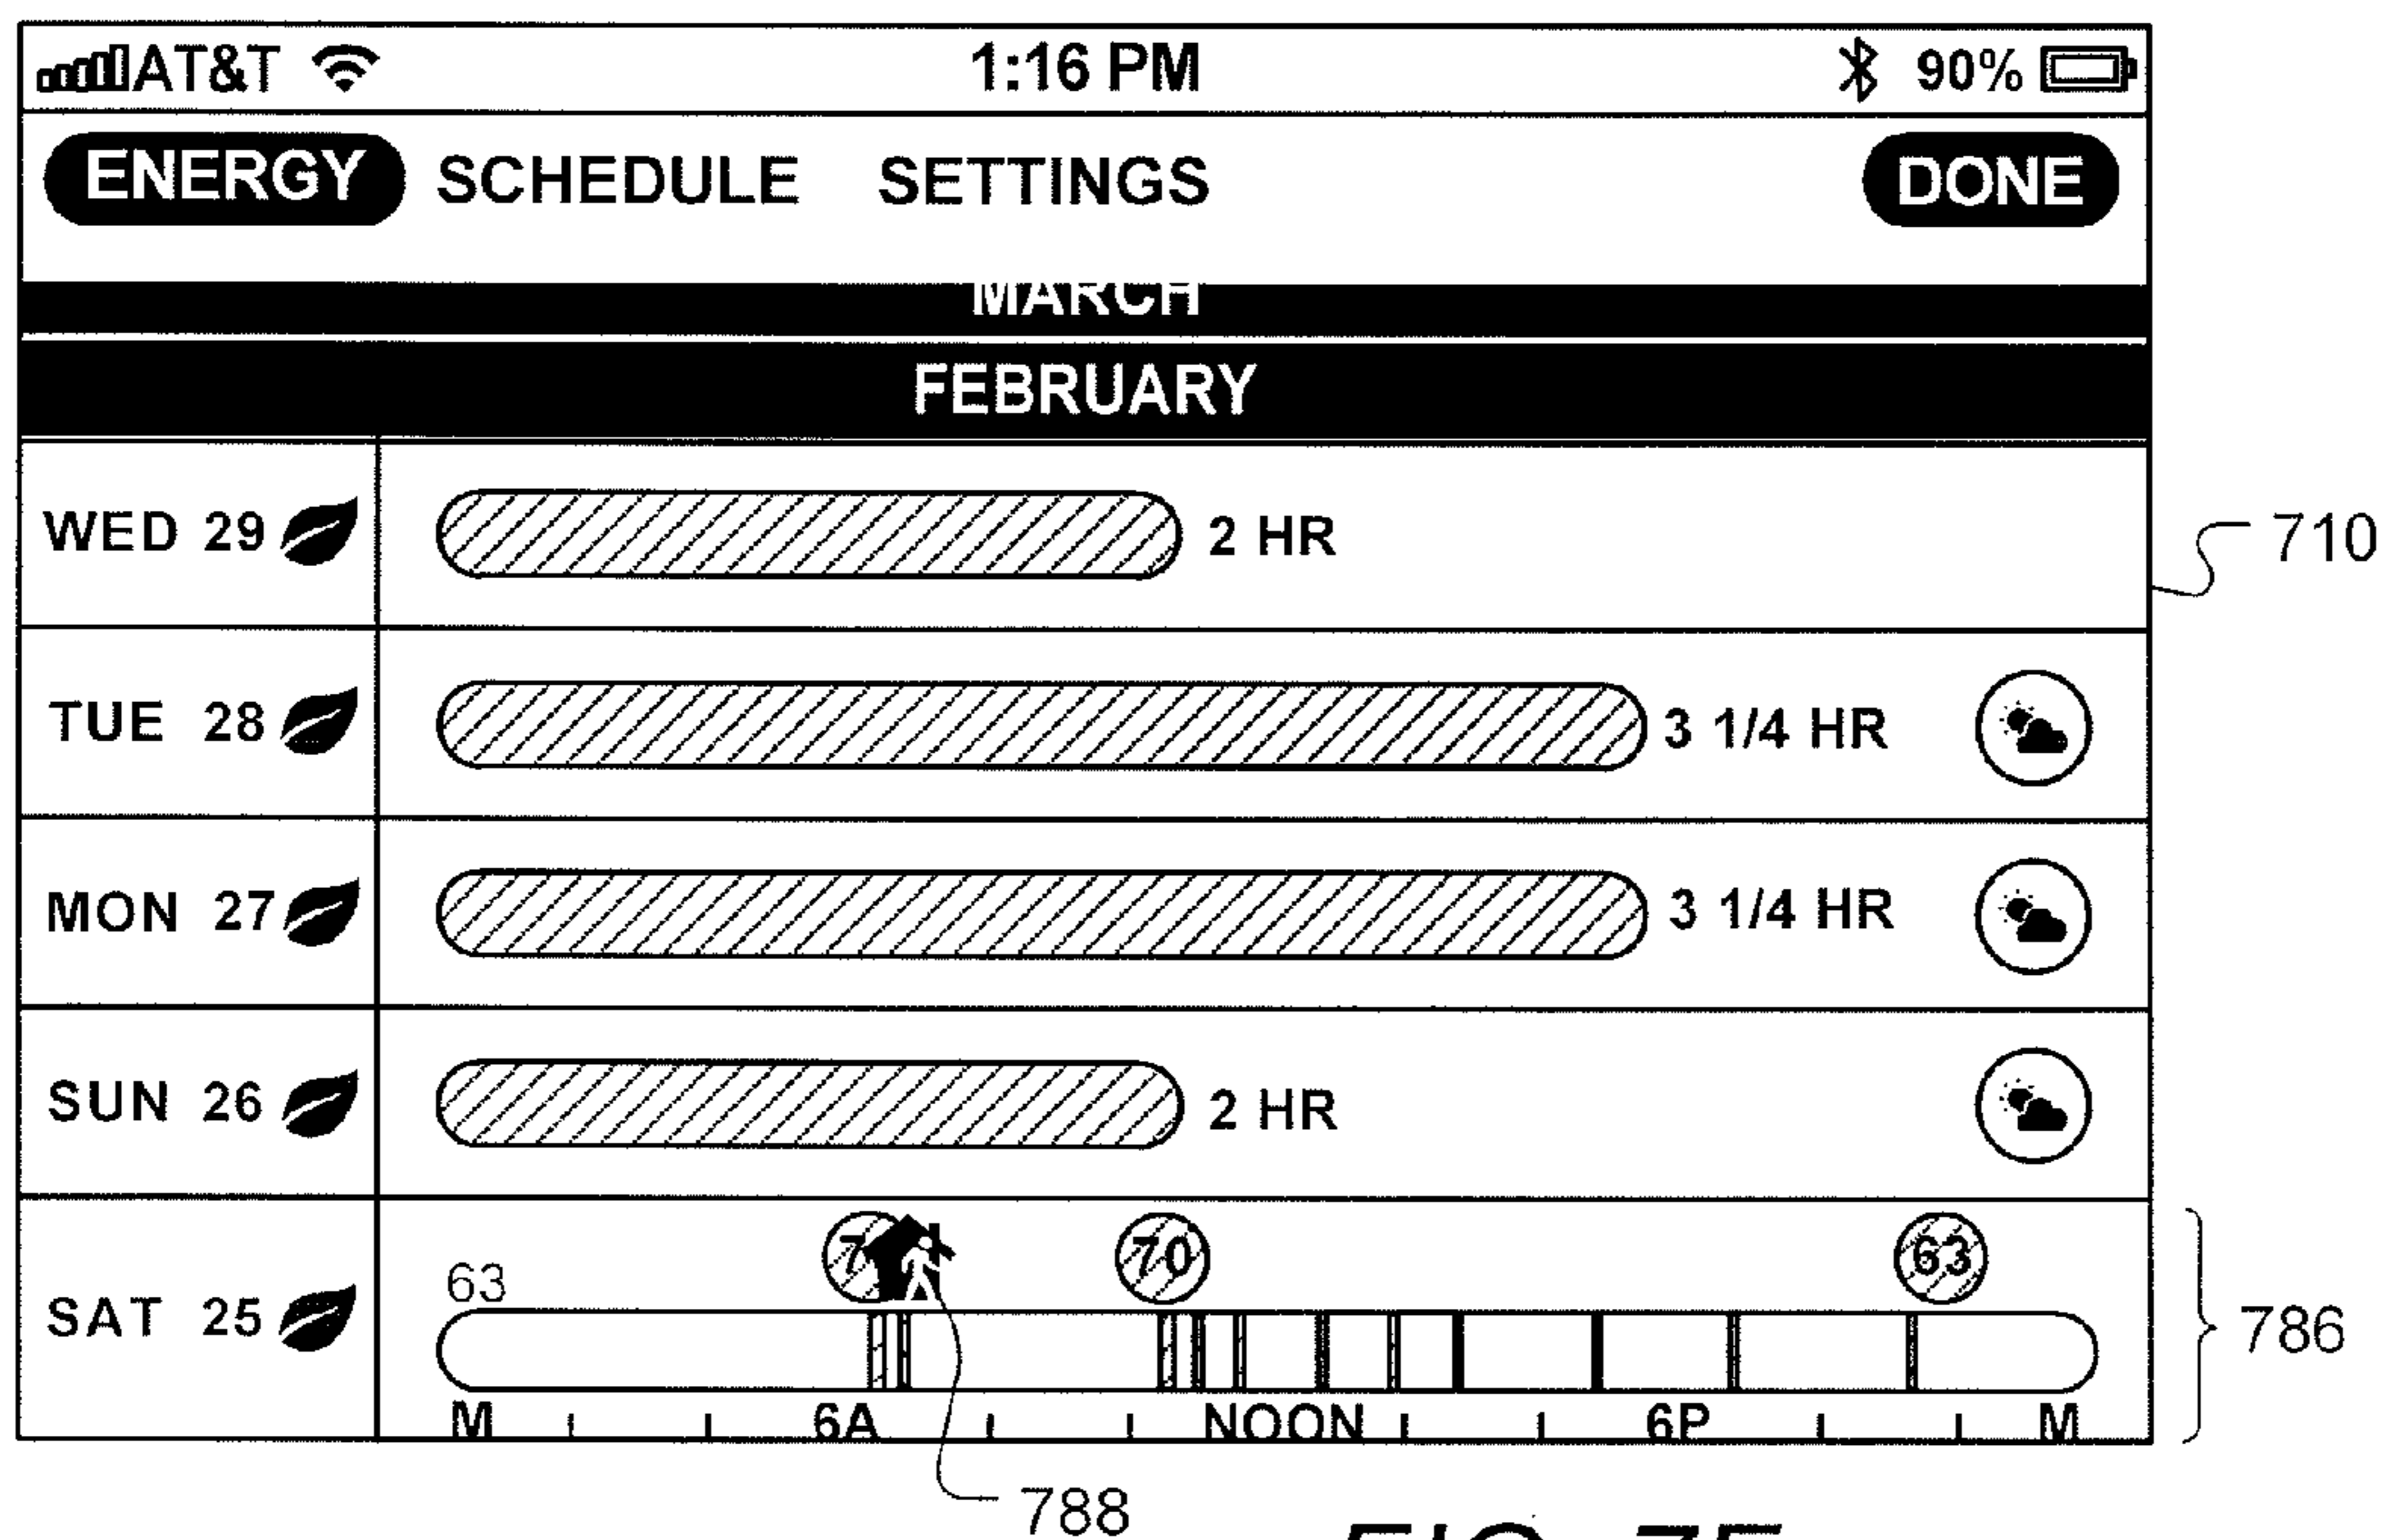 AT&T 1:16 PM 90%
ENERGY SCHEDULE SETTINGS DONE
MARCH
FEBRUARY
WED 29 2 HR
710
TUE 28 3 1/4 HR
MON 27 3 1/4 HR
SUN 26 2 HR
SAT 25 63 7 70 63
786
M 6A NOON 6P M
788